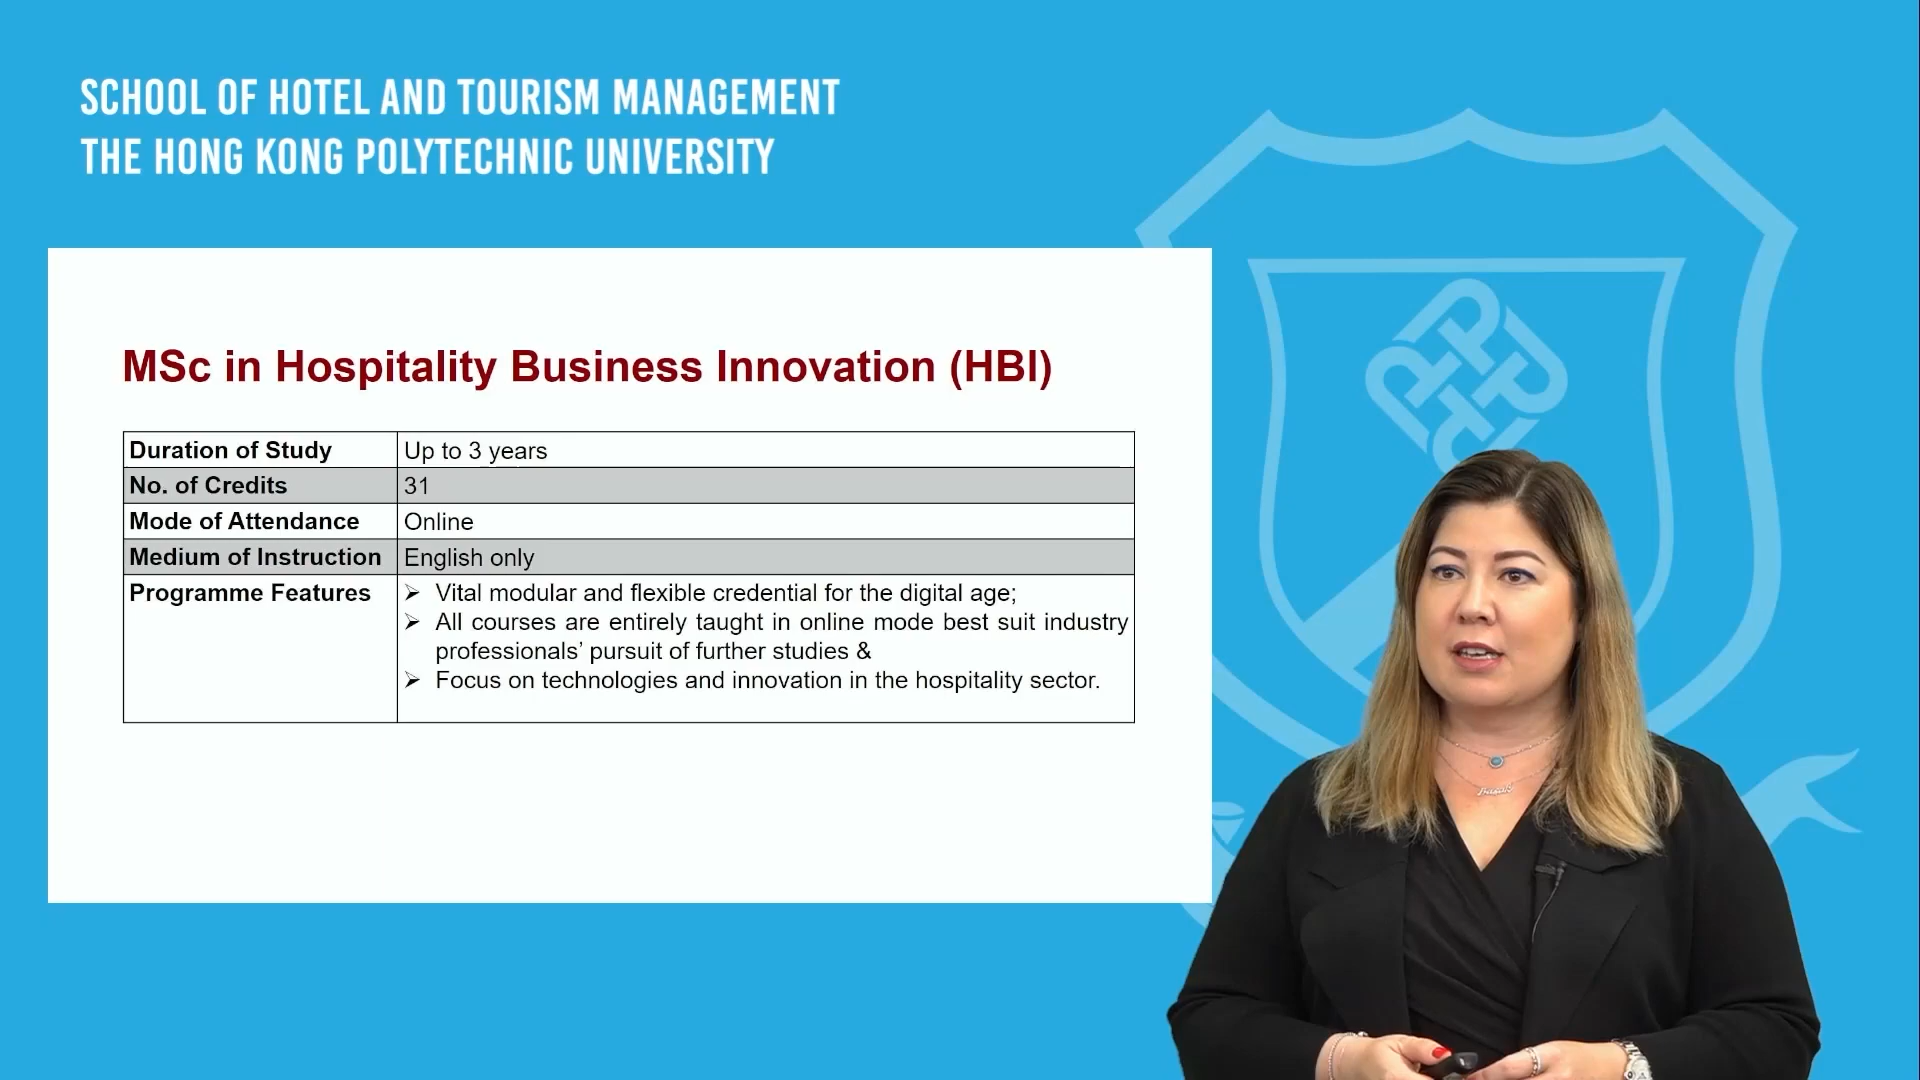 SCHOOL OF HOTEL AND TOURISM MANAGEMENT
THE HONG KONG POLYTECHNIC UNIVERSITY
MSc in Hospitality Business Innovation (HBI)
Duration of Study Up to 3 years
No. of Credits 31
Mode of Attendance Online
Medium of Instruction English only
Programme Features ➢ Vital modular and flexible credential for the digital age;
➢ All courses are entirely taught in online mode best suit industry
professionals’ pursuit of further studies &
➢ Focus on technologies and innovation in the hospitality sector.